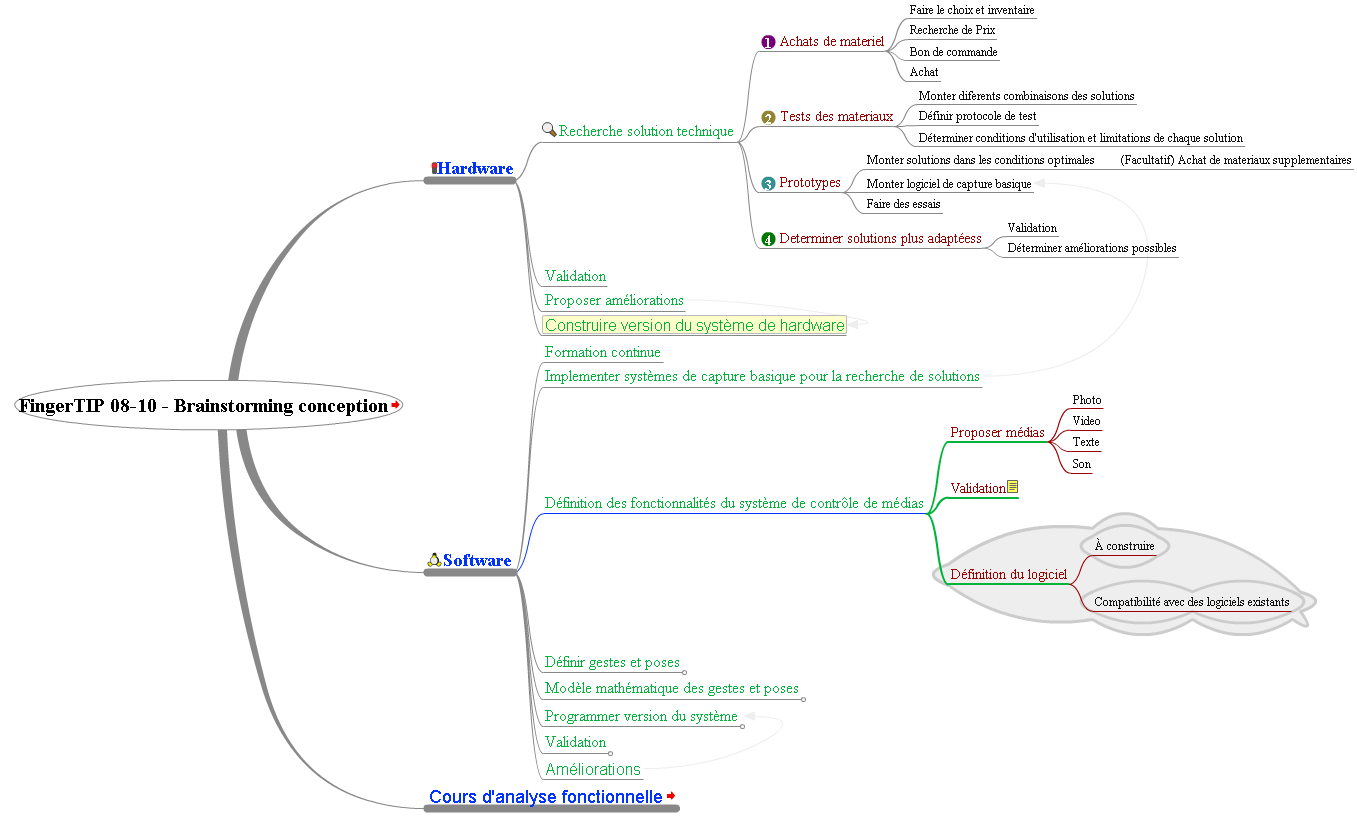 FingerTIP 08-10 - Brainstorming conception
Hardware
Recherche solution technique
1 Achats de materiel
Faire le choix et inventaire
Recherche de Prix
Bon de commande
Achat
2 Tests des materiaux
Monter diferents combinaisons des solutions
Définir protocole de test
Déterminer conditions d'utilisation et limitations de chaque solution
3 Prototypes
Monter solutions dans les conditions optimales
(Facultatif) Achat de materiaux supplementaires
Monter logiciel de capture basique
Faire des essais
4 Determiner solutions plus adaptéess
Validation
Déterminer améliorations possibles
Validation
Proposer améliorations
Construire version du système de hardware
Software
Formation continue
Implementer systèmes de capture basique pour la recherche de solutions
Définition des fonctionnalités du système de contrôle de médias
Proposer médias
Photo
Video
Texte
Son
Validation
Définition du logiciel
À construire
Compatibilité avec des logiciels existants
Définir gestes et poses
Modèle mathématique des gestes et poses
Programmer version du système
Validation
Améliorations
Cours d'analyse fonctionnelle